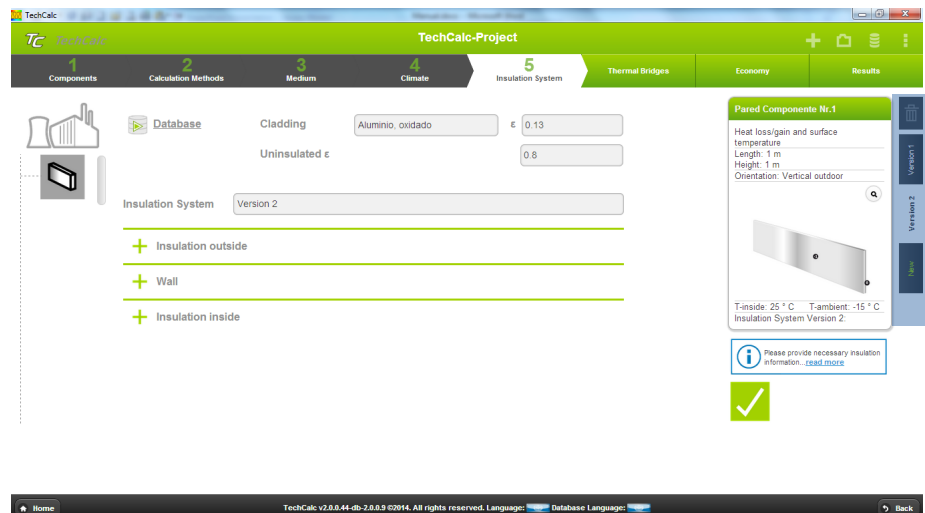 TechCalc
TC TechCalc
TechCalc-Project
1 Components
2 Calculation Methods
3 Medium
4 Climate
5 Insulation System
Thermal Bridges
Economy
Results
Database
Cladding
Aluminio, oxidado
ε
0.13
Uninsulated ε
0.8
Insulation System
Version 2
Insulation outside
Wall
Insulation inside
Pared Componente Nr.1
Heat loss/gain and surface
temperature
Length: 1 m
Height: 1 m
Orientation: Vertical outdoor
T-inside: 25 ° C T-ambient: -15 ° C
Insulation System Version 2:
Please provide necessary insulation
information...read more
Version 1
Version 2
New
Home
TechCalc v2.0.0.44-db-2.0.0.9 ©2014. All rights reserved. Language: Database Language:
Back